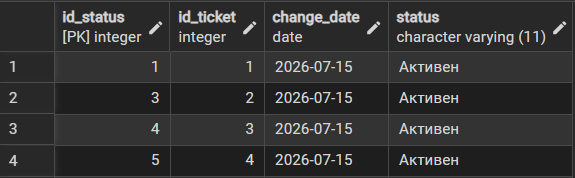 id_status id_ticket change_date status
[PK] integer integer date character varying (11)
1 1 1 2026-07-15 Активен
2 3 2 2026-07-15 Активен
3 4 3 2026-07-15 Активен
4 5 4 2026-07-15 Активен